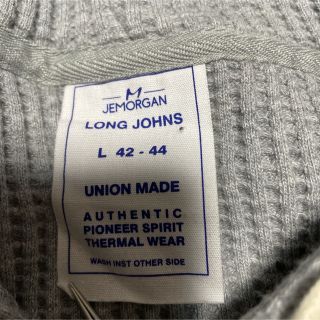 M
JEMORGAN
LONG JOHNS
L 42 - 44
UNION MADE
AUTHENTIC
PIONEER SPIRIT
THERMAL WEAR
WASH INST OTHER SIDE